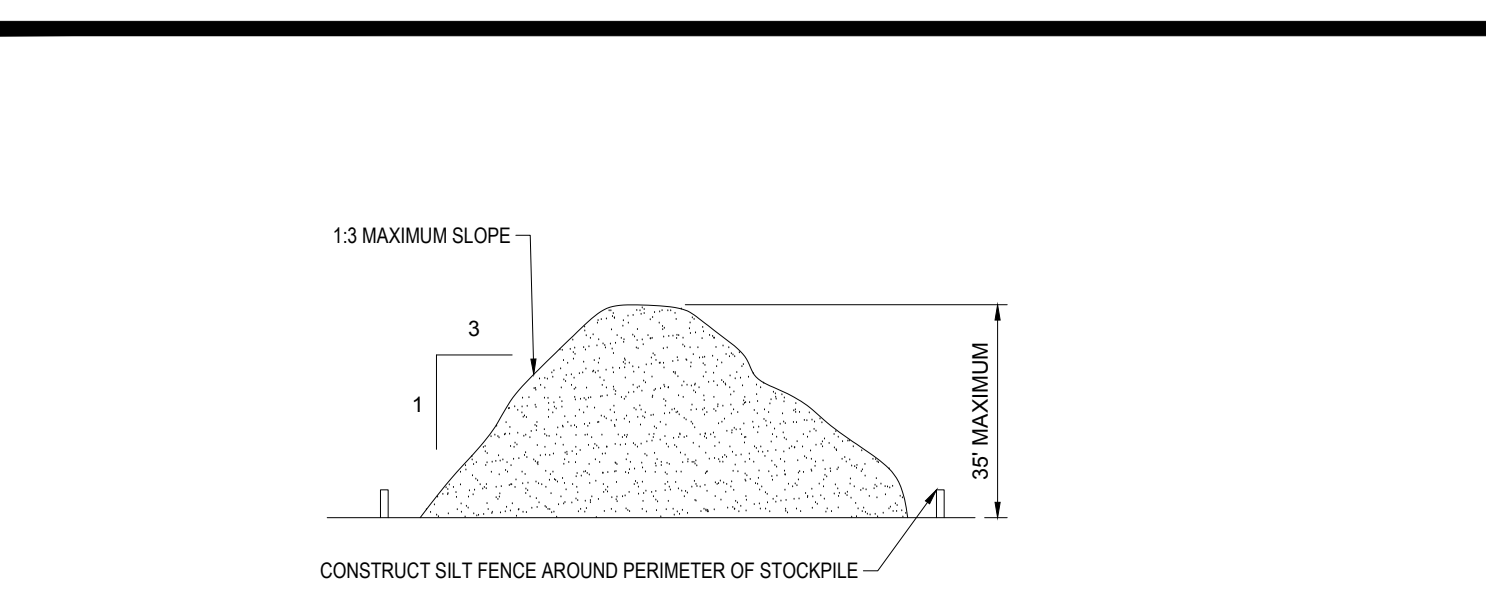 1:3 MAXIMUM SLOPE
3
1
35' MAXIMUM
CONSTRUCT SILT FENCE AROUND PERIMETER OF STOCKPILE